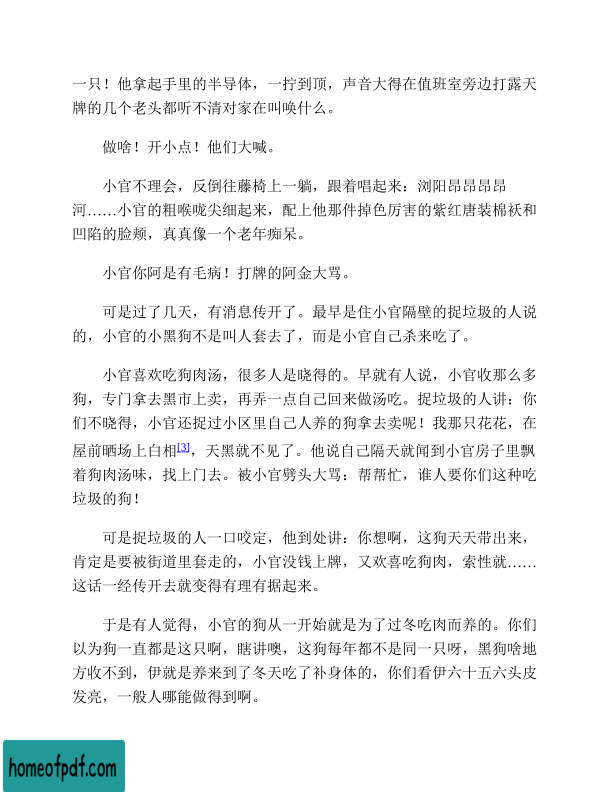 一只！他拿起手里的半导体，一拧到顶，声音大得在值班室旁边打露天
牌的几个老头都听不清对家在叫唤什么。
做啥！开小点！他们大喊。
小官不理会，反倒往藤椅上一躺，跟着唱起来：浏阳昂昂昂昂
河……小官的粗喉咙尖细起来，配上他那件掉色厉害的紫红唐装棉袄和
凹陷的脸颊，真真像一个老年痴呆。
小官你阿是有毛病！打牌的阿金大骂。
可是过了几天，有消息传开了。最早是住小官隔壁的捉垃圾的人说
的，小官的小黑狗不是叫人套去了，而是小官自己杀来吃了。
小官喜欢吃狗肉汤，很多人是晓得的。早就有人说，小官收那么多
狗，专门拿去黑市上卖，再弄一点自己回来做汤吃。捉垃圾的人讲：你
们不晓得，小官还捉过小区里自己人养的狗拿去卖呢！我那只花花，在
屋前晒场上白相[3]，天黑就不见了。他说自己隔天就闻到小官房子里飘
着狗肉汤味，找上门去。被小官劈头大骂：帮帮忙，谁人要你们这种吃
垃圾的狗！
可是捉垃圾的人一口咬定，他到处讲：你想啊，这狗天天带出来，
肯定是要被街道里套走的，小官没钱上牌，又欢喜吃狗肉，索性就……
这话一经传开去就变得有理有据起来。
于是有人觉得，小官的狗从一开始就是为了过冬吃肉而养的。你们
以为狗一直都是这只啊，瞎讲噢，这狗每年都不是同一只呀，黑狗啥地
方收不到，伊就是养来到了冬天吃了补身体的，你们看伊六十五六头皮
发亮，一般人哪能做得到啊。
homeofpdf.com